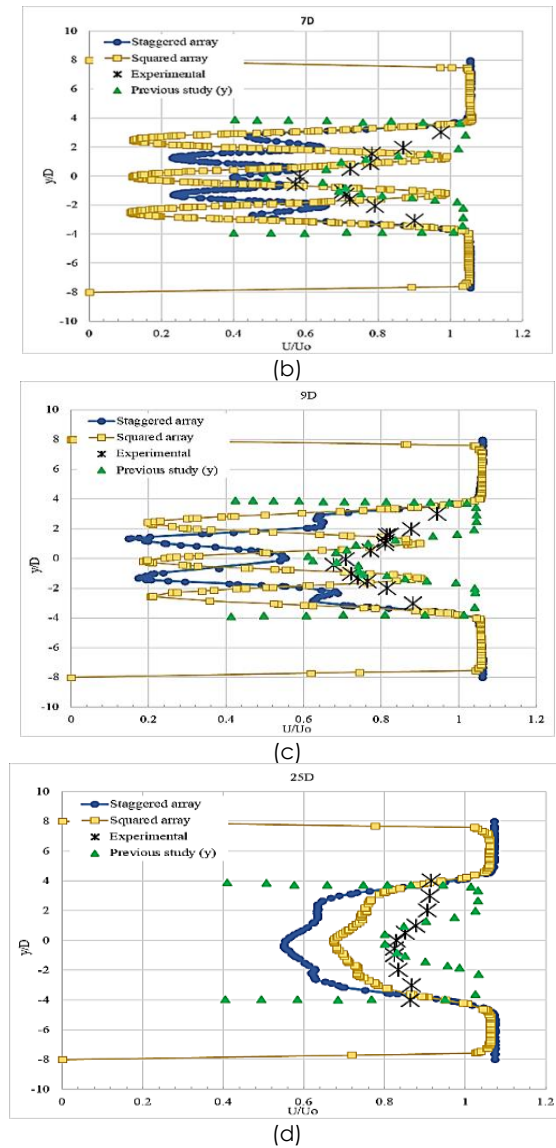 7D
Staggered array
Squared array
Experimental
Previous study (y)
y/D
10
8
6
4
2
0
-2
-4
-6
-8
-10
0 0.2 0.4 0.6 0.8 1 1.2
U/Uo
(b)
9D
Staggered array
Squared array
Experimental
Previous study (y)
y/D
10
8
6
4
2
0
-2
-4
-6
-8
-10
0 0.2 0.4 0.6 0.8 1 1.2
U/Uo
(c)
25D
Staggered array
Squared array
Experimental
Previous study (y)
y/D
10
8
6
4
2
0
-2
-4
-6
-8
-10
0 0.2 0.4 0.6 0.8 1 1.2
U/Uo
(d)